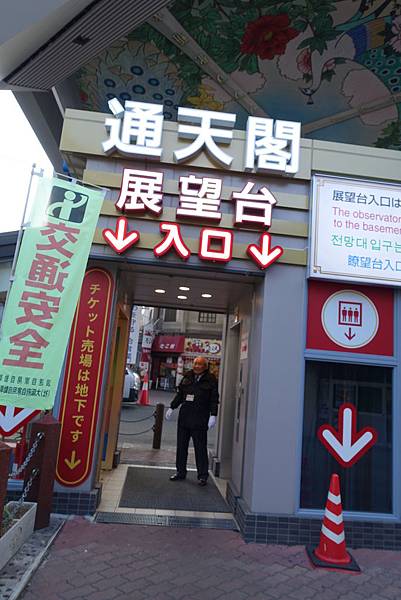 通天閣
展望台
入口
展望台入口は
The observator
to the baseme
전망대입구는
瞭望台入口
交通安全
チケット売場は地下です